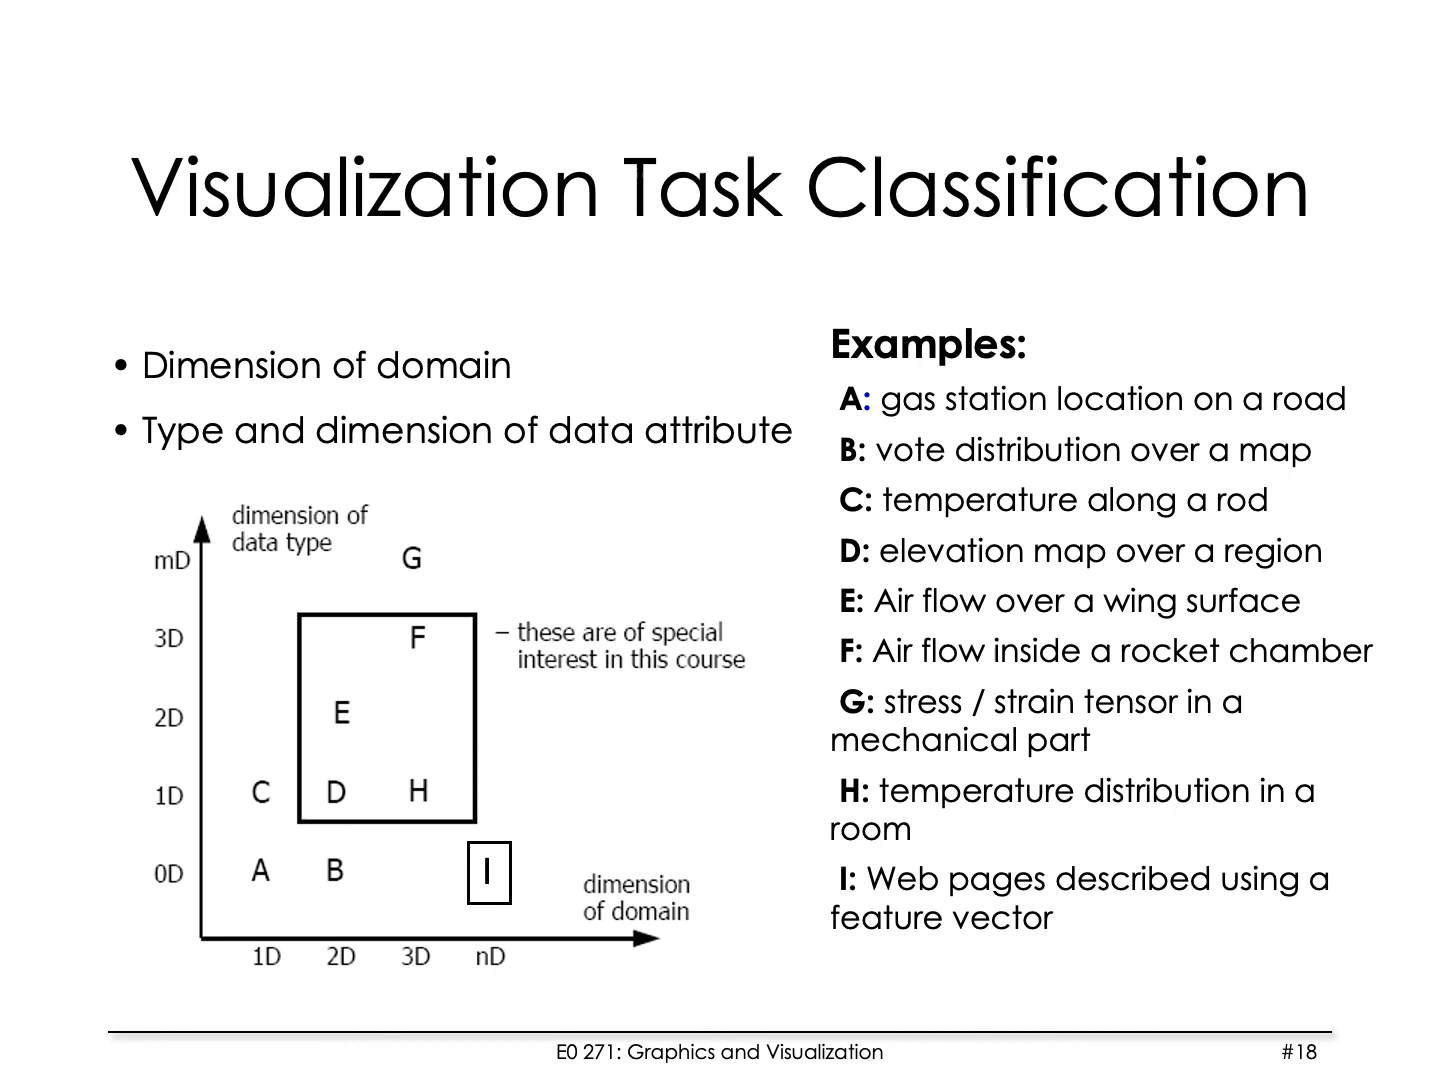 Visualization Task Classification
• Dimension of domain
• Type and dimension of data attribute
dimension of
data type
mD
G
3D
F
– these are of special
interest in this course
2D
E
1D
C D H
0D
A B I
dimension
of domain
1D 2D 3D nD
Examples:
A: gas station location on a road
B: vote distribution over a map
C: temperature along a rod
D: elevation map over a region
E: Air flow over a wing surface
F: Air flow inside a rocket chamber
G: stress / strain tensor in a
mechanical part
H: temperature distribution in a
room
I: Web pages described using a
feature vector
E0 271: Graphics and Visualization
#18